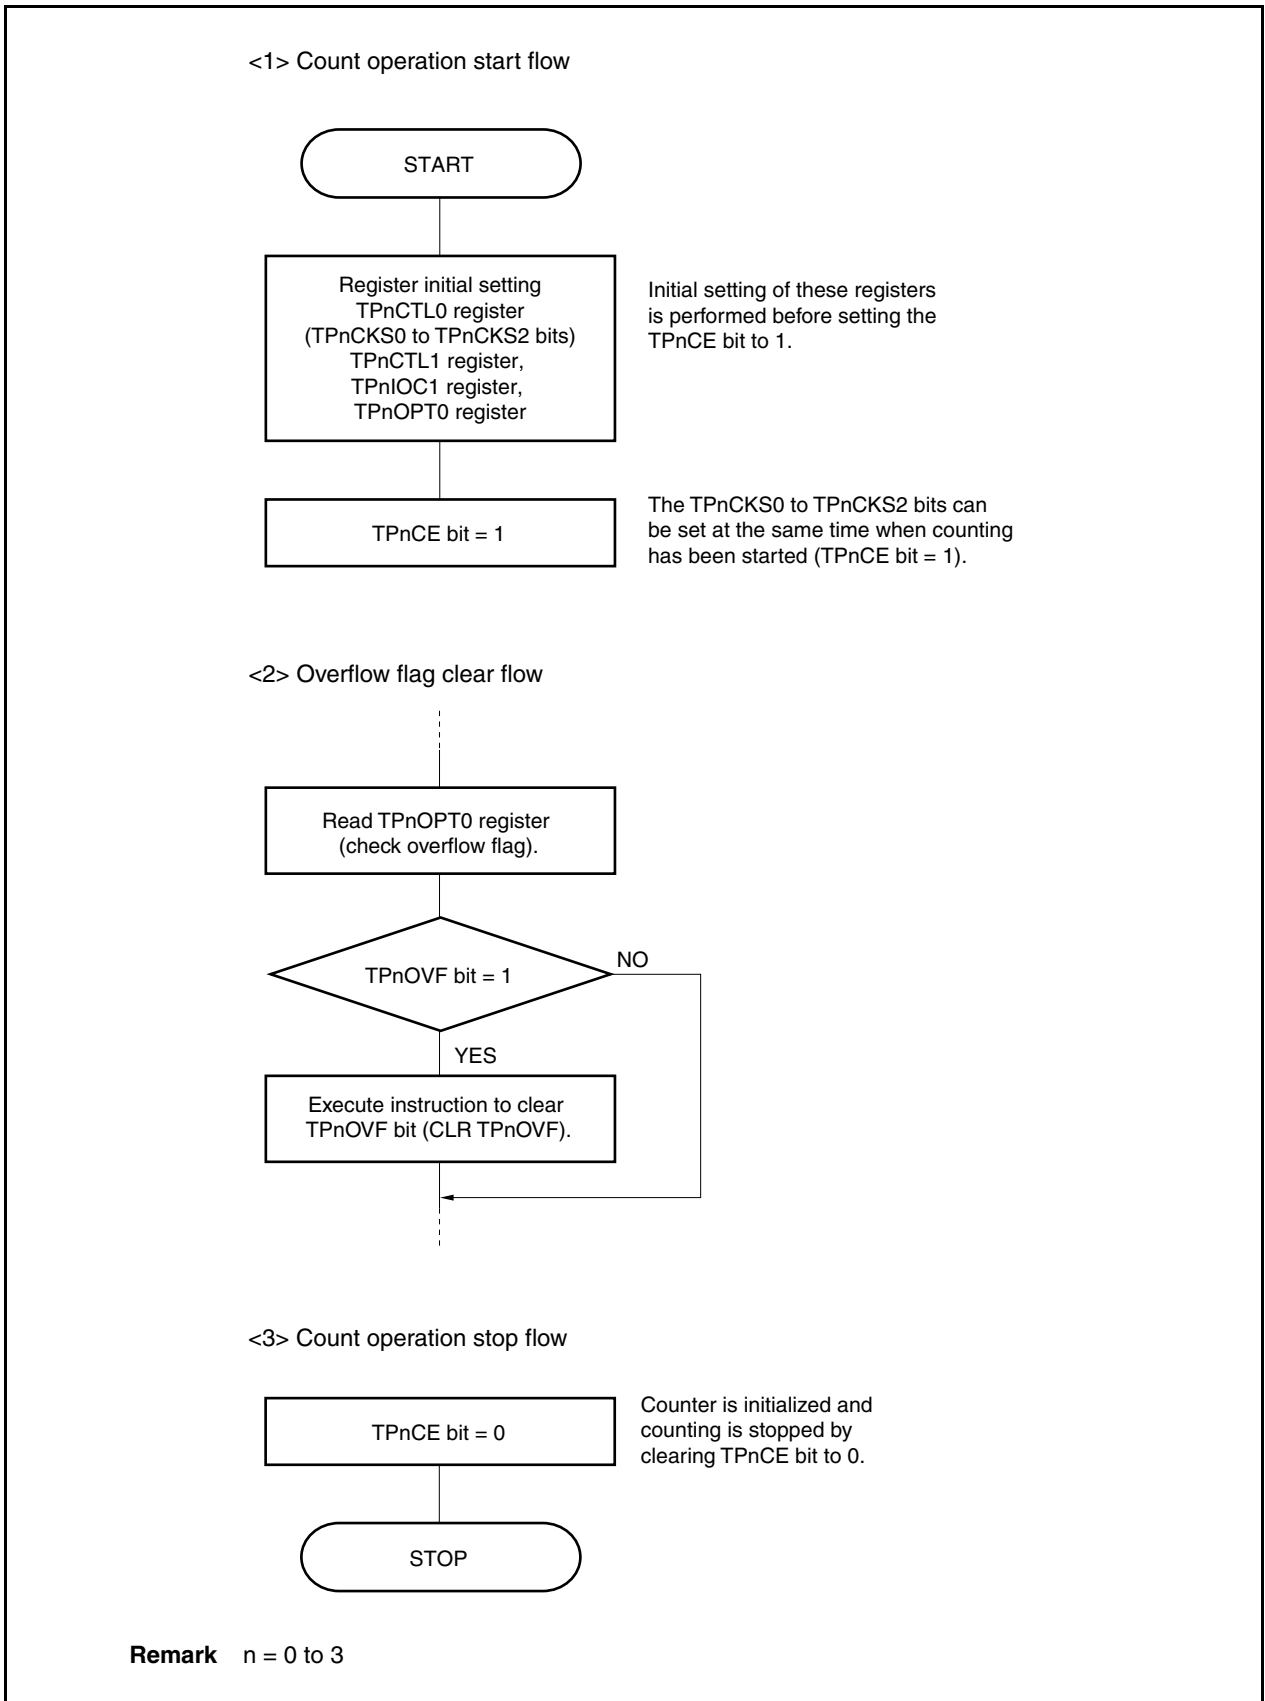 <1> Count operation start flow
START
Register initial setting
TPnCTL0 register
(TPnCKS0 to TPnCKS2 bits)
TPnCTL1 register,
TPnIOC1 register,
TPnOPT0 register
Initial setting of these registers
is performed before setting the
TPnCE bit to 1.
TPnCE bit = 1
The TPnCKS0 to TPnCKS2 bits can
be set at the same time when counting
has been started (TPnCE bit = 1).
<2> Overflow flag clear flow
Read TPnOPT0 register
(check overflow flag).
TPnOVF bit = 1
NO
YES
Execute instruction to clear
TPnOVF bit (CLR TPnOVF).
<3> Count operation stop flow
TPnCE bit = 0
Counter is initialized and
counting is stopped by
clearing TPnCE bit to 0.
STOP
Remark n = 0 to 3